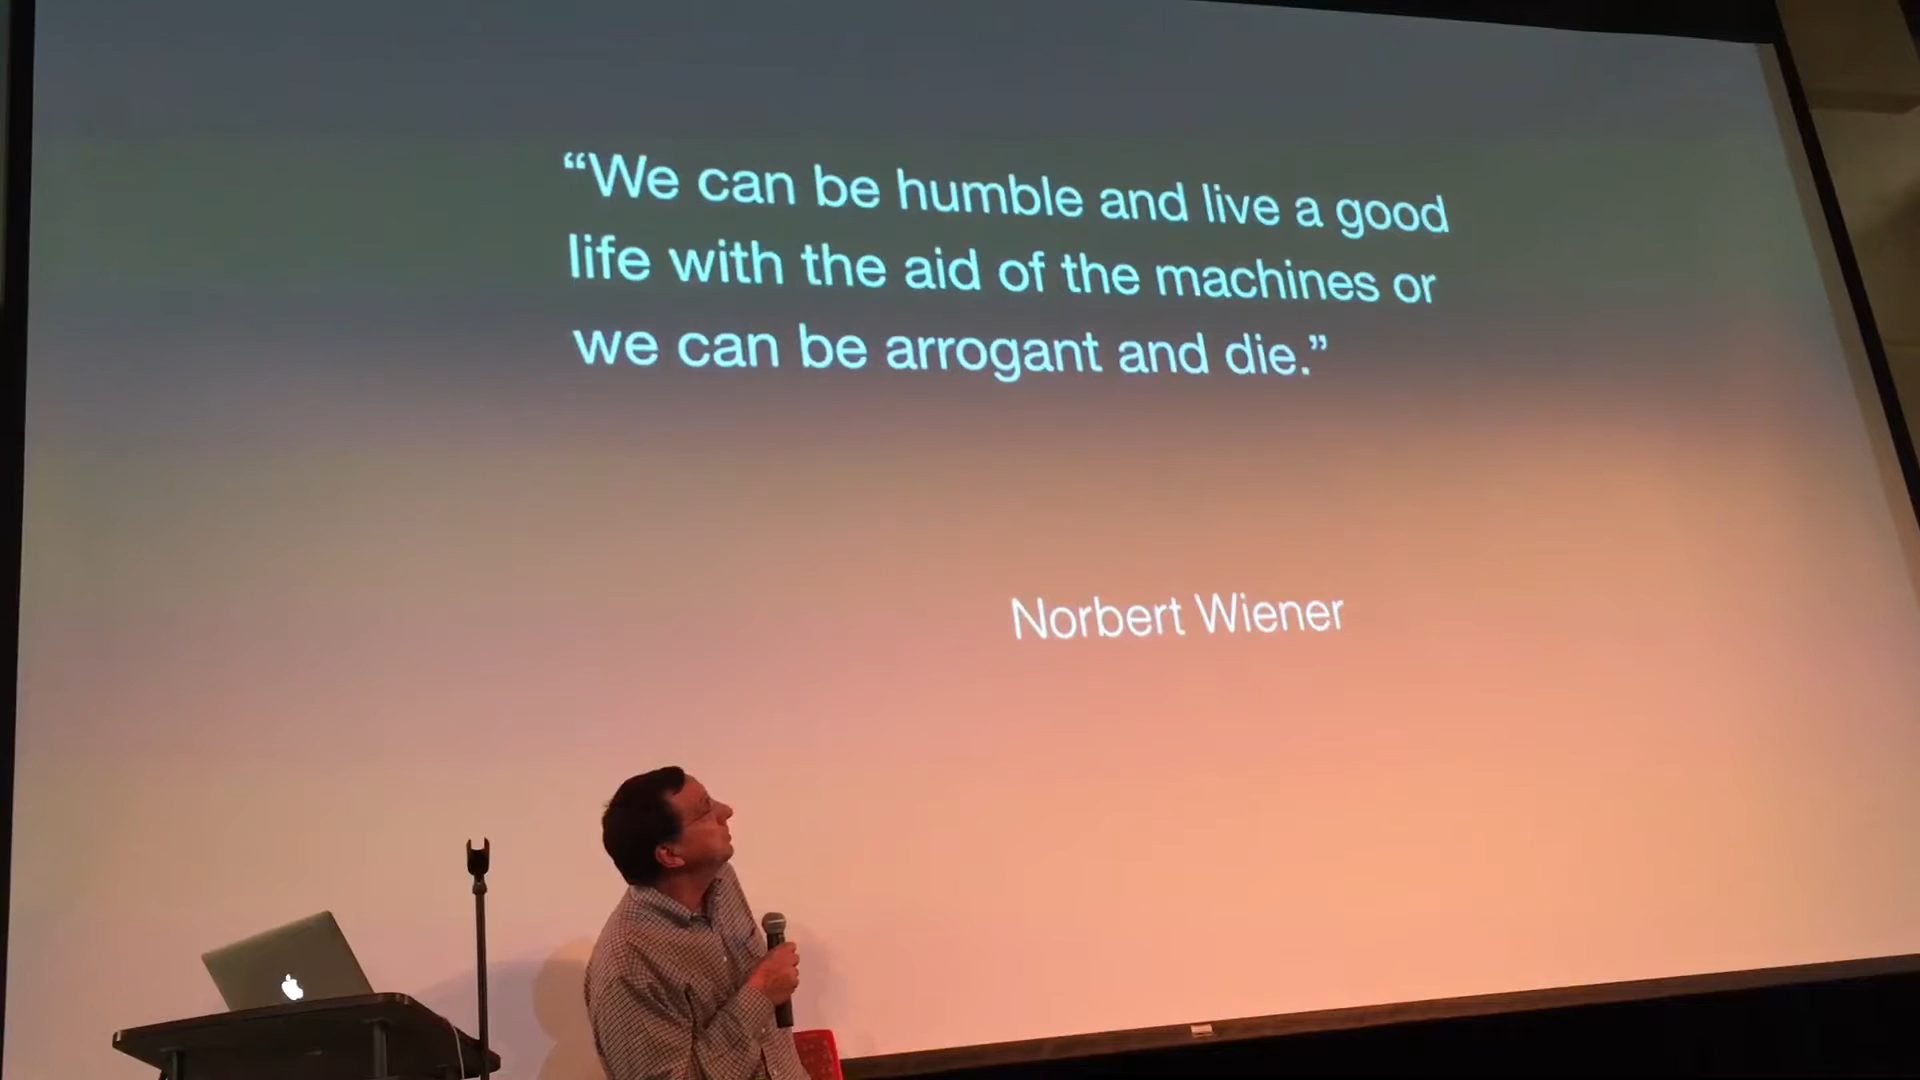 “We can be humble and live a good
life with the aid of the machines or
we can be arrogant and die.”
Norbert Wiener